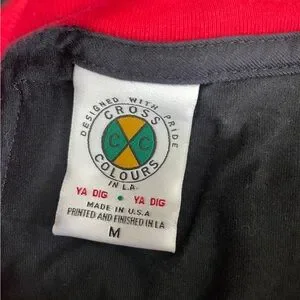 DESIGNED WITH PRIDE
CROSS
C C
COLOURS
IN L.A.
YA DIG • YA DIG
MADE IN U.S.A
PRINTED AND FINISHED IN LA
M